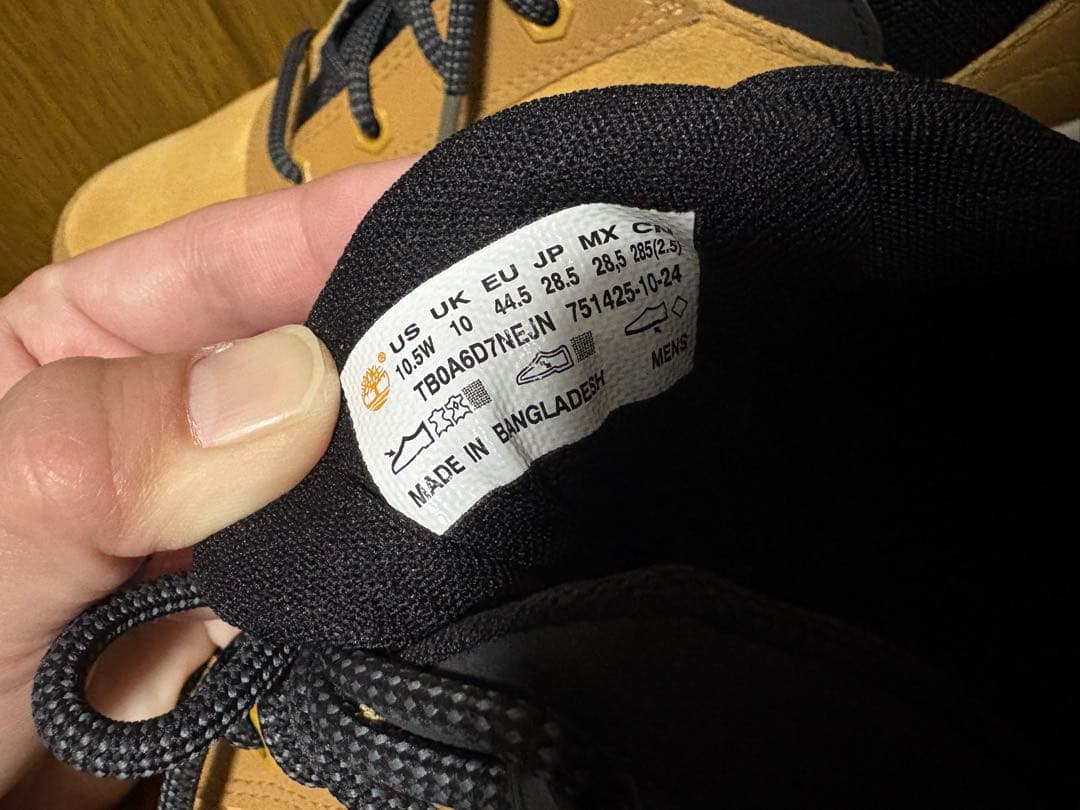 US UK EU JP MX
10.5W 10 44.5 28.5 28,5 285(2.5)
TB0A6D7NEJN 751425-10-24
MADE IN BANGLADESH MENS